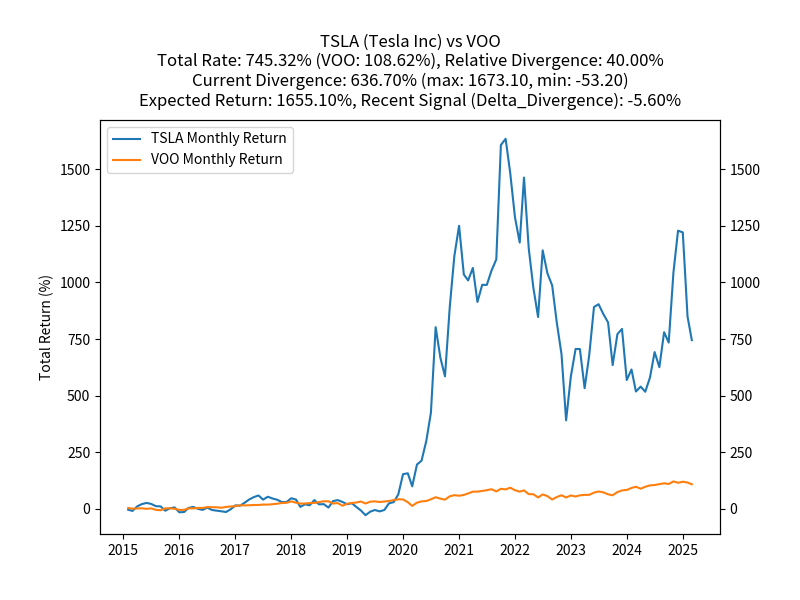 TSLA (Tesla Inc) vs VOO
Total Rate: 745.32% (VOO: 108.62%), Relative Divergence: 40.00%
Current Divergence: 636.70% (max: 1673.10, min: -53.20)
Expected Return: 1655.10%, Recent Signal (Delta_Divergence): -5.60%
TSLA Monthly Return
VOO Monthly Return
Total Return (%)
1500
1250
1000
750
500
250
0
1500
1250
1000
750
500
250
0
2015 2016 2017 2018 2019 2020 2021 2022 2023 2024 2025